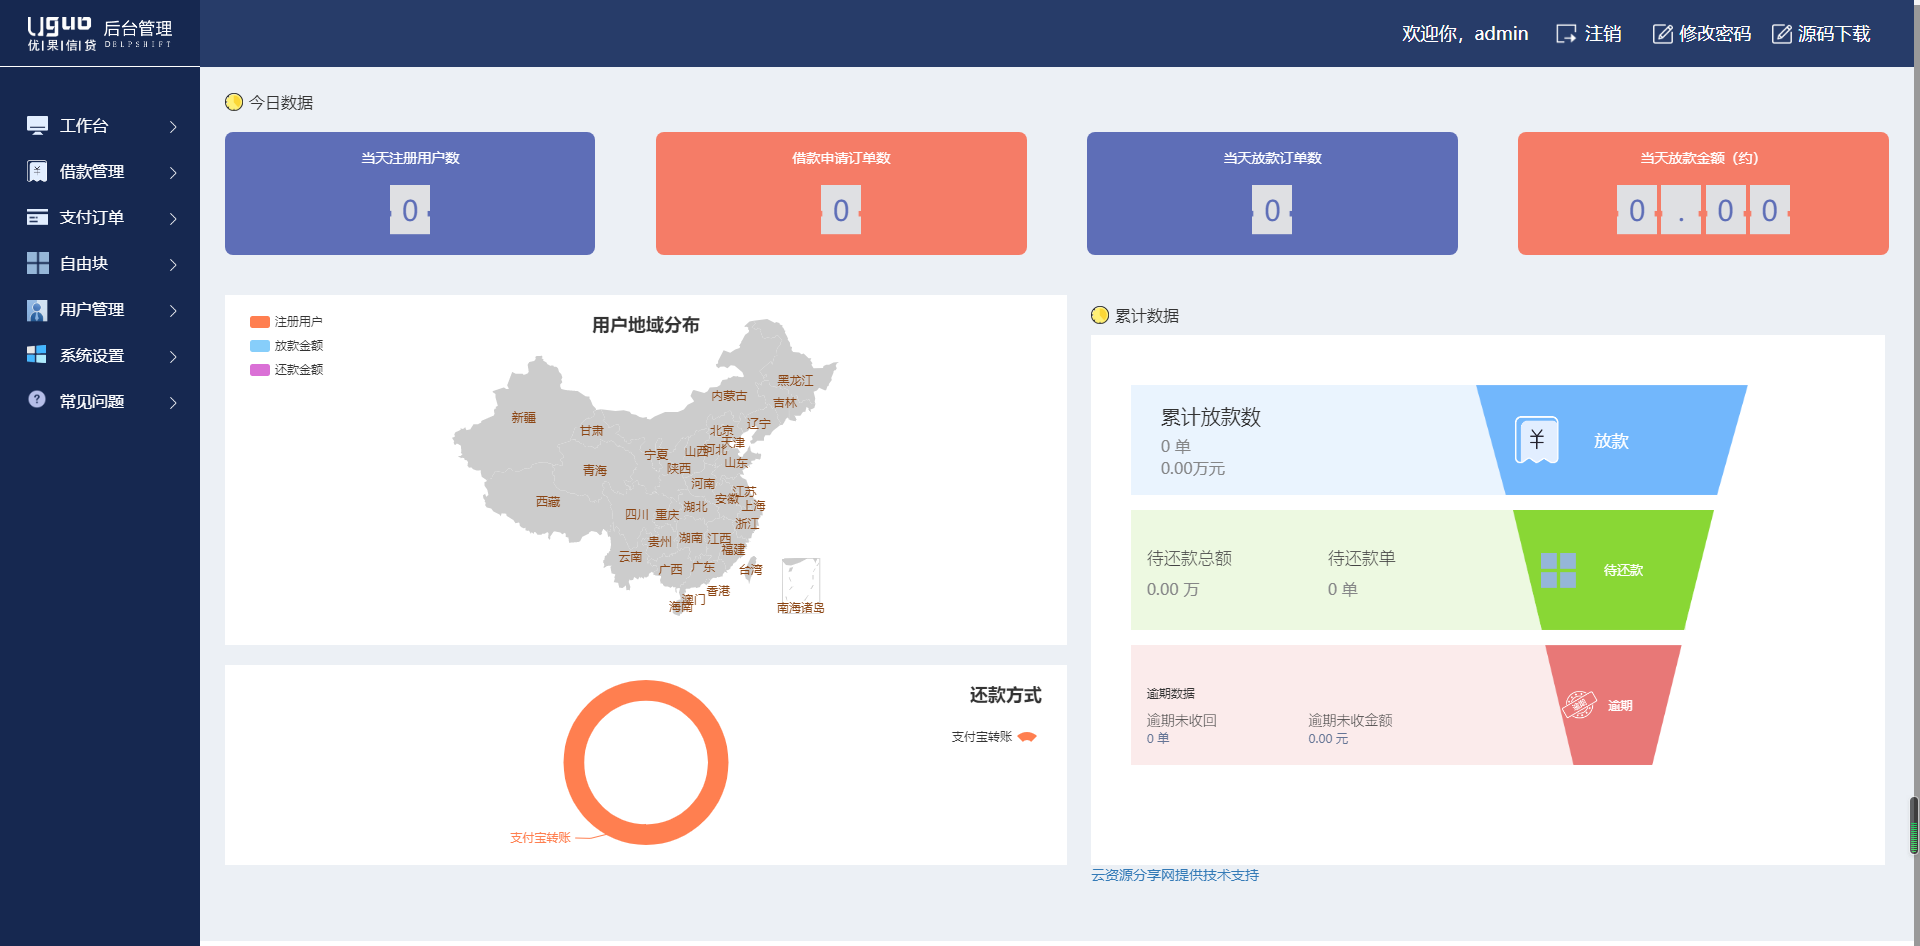 Uguo 后台管理
优果信贷 DELPSHIFT
欢迎你，admin 注销 修改密码 源码下载
工作台
借款管理
支付订单
自由块
用户管理
系统设置
常见问题
今日数据
当天注册用户数
0
借款申请订单数
0
当天放款订单数
0
当天放款金额（约）
0.00
用户地域分布
注册用户
放款金额
还款金额
黑龙江
内蒙古
吉林
新疆
辽宁
甘肃
北京
天津
宁夏
山西
河北
山东
陕西
青海
河南
江苏
安徽
西藏
上海
湖北
四川
重庆
浙江
湖南
江西
贵州
福建
云南
广西
广东
台湾
香港
澳门
海南
南海诸岛
还款方式
支付宝转账
支付宝转账
累计数据
累计放款数
0 单
0.00万元
放款
待还款总额 待还款单
0.00 万 0 单
待还款
逾期数据
逾期未收回 逾期未收金额
0 单 0.00 元
逾期
云资源分享网提供技术支持